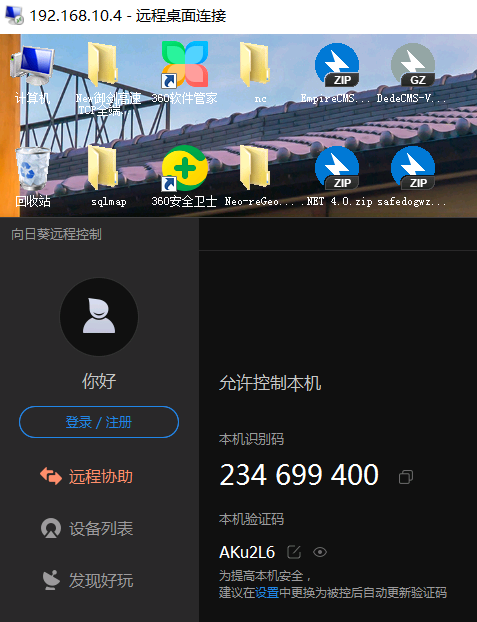 192.168.10.4 - 远程桌面连接
计算机
New御剑高速TCP全端...
360软件管家
nc
EmpireCMS...
DedeCMS-V...
ZIP
GZ
回收站
sqlmap
360安全卫士
Neo-reGeo...
.NET 4.0.zip
safedogwz...
ZIP
ZIP
向日葵远程控制
你好
登录 / 注册
远程协助
设备列表
发现好玩
允许控制本机
本机识别码
234 699 400
本机验证码
AKu2L6
为提高本机安全，
建议在设置中更换为被控后自动更新验证码